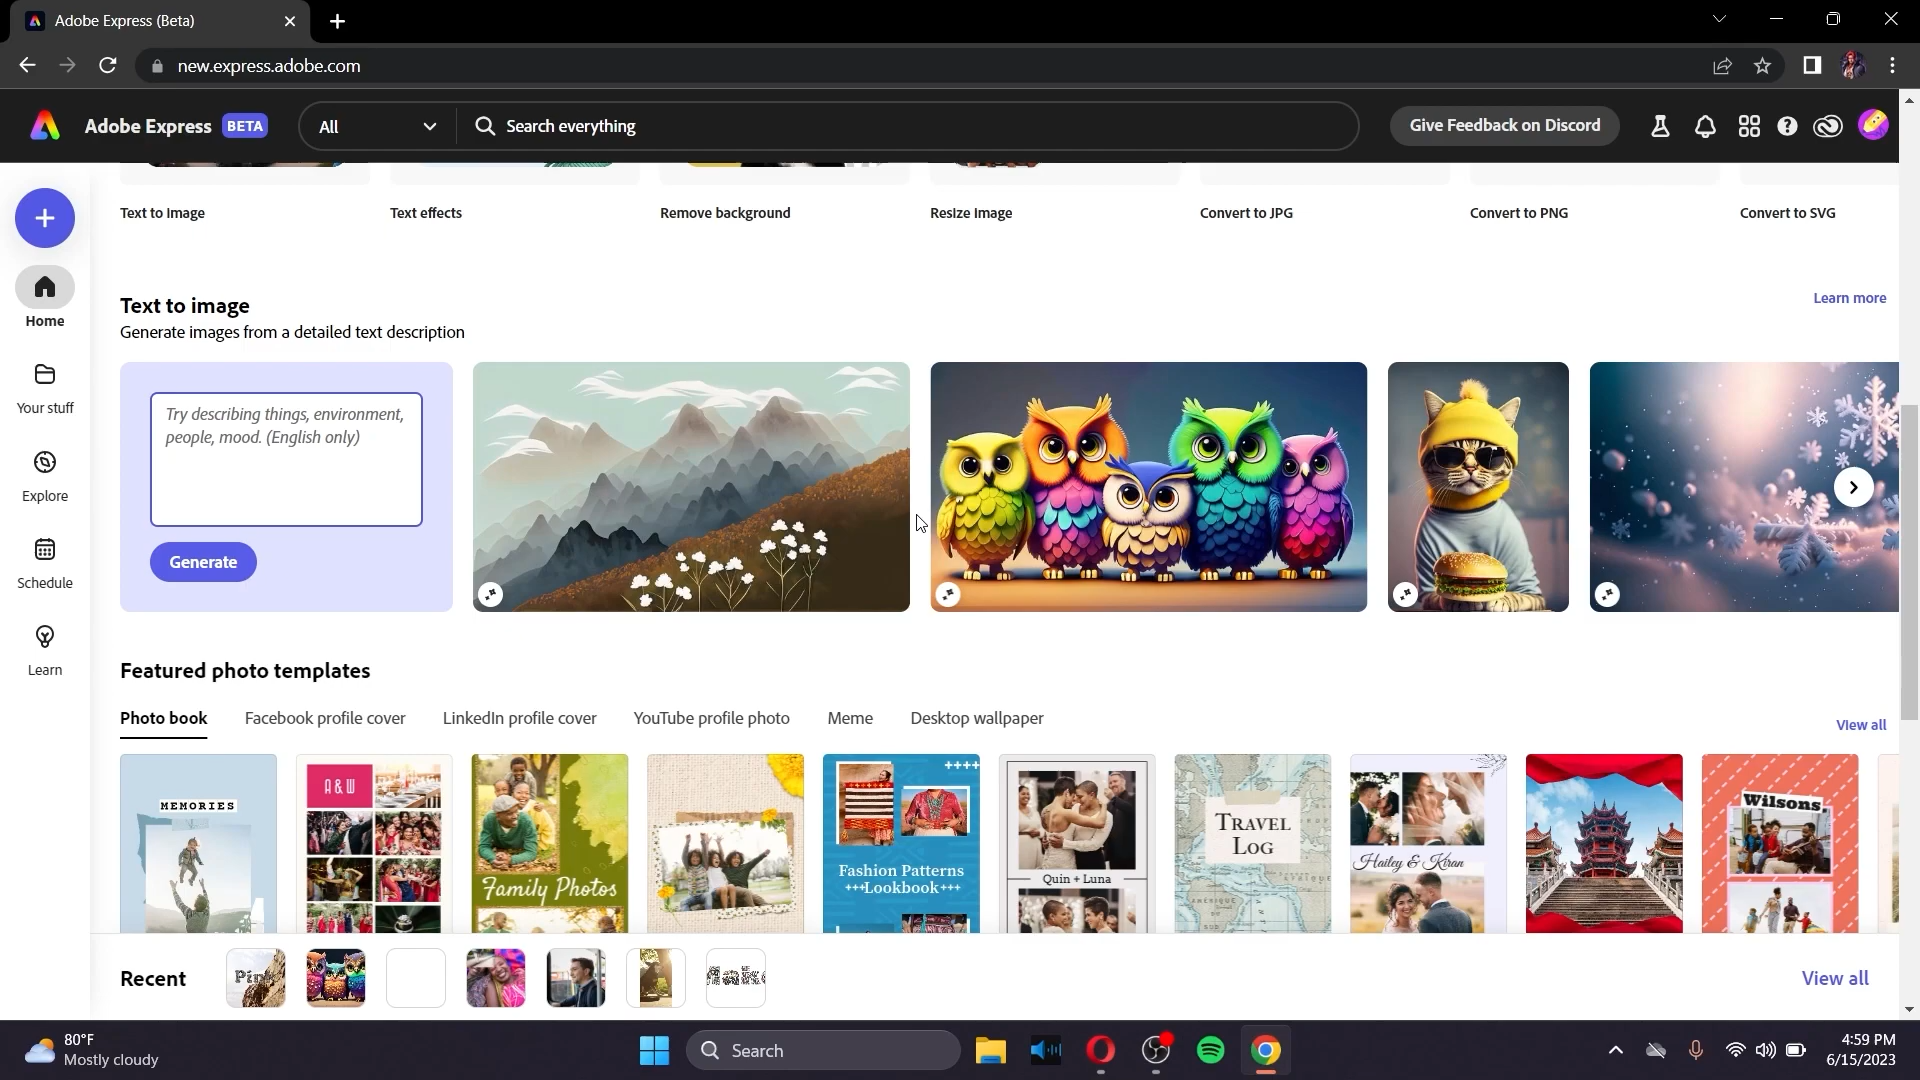 Adobe Express (Beta)
new.express.adobe.com
Adobe Express BETA
All
Search everything
Give Feedback on Discord
Text to image
Text effects
Remove background
Resize image
Convert to JPG
Convert to PNG
Convert to SVG
Home
Your stuff
Explore
Schedule
Learn
Text to image
Learn more
Generate images from a detailed text description
Try describing things, environment,
people, mood. (English only)
Generate
Featured photo templates
Photo book
Facebook profile cover
LinkedIn profile cover
YouTube profile photo
Meme
Desktop wallpaper
View all
MEMORIES
A & W
Family Photos
Fashion Patterns
Lookbook
Quin + Luna
TRAVEL
LOG
Hailey & Kiran
Wilsons
Recent
View all
80°F
Mostly cloudy
Search
4:59 PM
6/15/2023